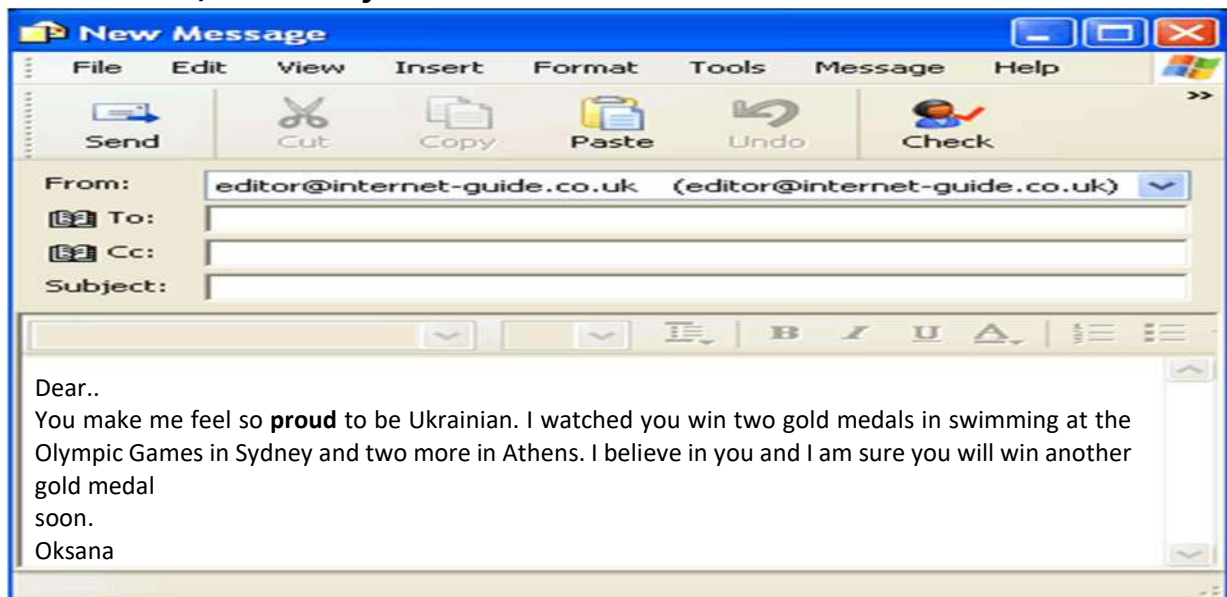 New Message
File Edit View Insert Format Tools Message Help
Send Cut Copy Paste Undo Check
From: editor@internet-guide.co.uk (editor@internet-guide.co.uk)
To:
Cc:
Subject:
B I U A
Dear..
You make me feel so proud to be Ukrainian. I watched you win two gold medals in swimming at the
Olympic Games in Sydney and two more in Athens. I believe in you and I am sure you will win another
gold medal
soon.
Oksana